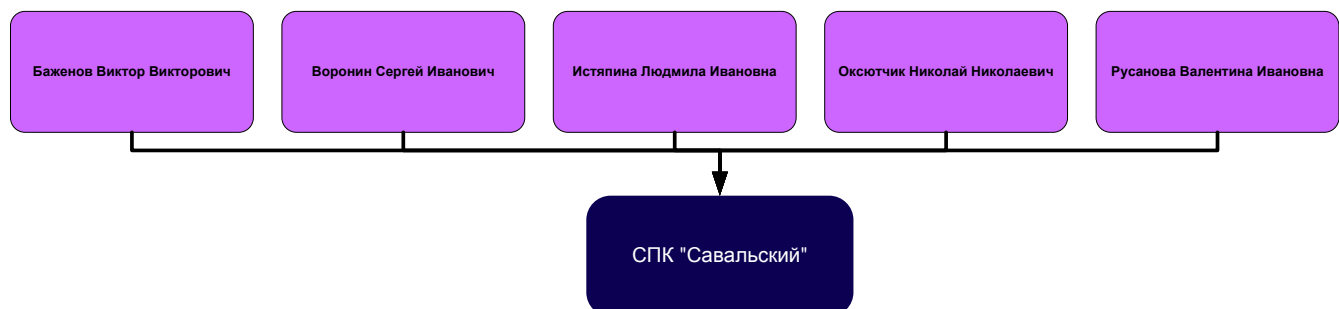 Баженов Виктор Викторович
Воронин Сергей Иванович
Истяпина Людмила Ивановна
Оксютчик Николай Николаевич
Русанова Валентина Ивановна
СПК "Савальский"